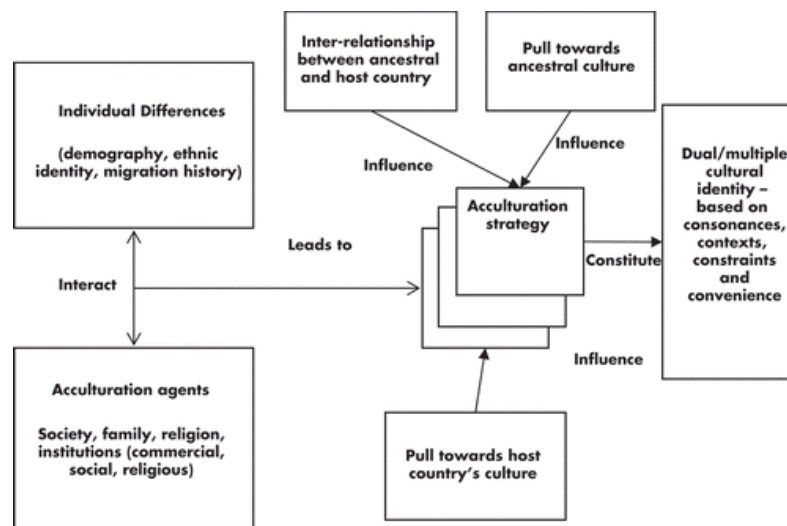 Inter-relationship
between ancestral
and host country
Pull towards
ancestral culture
Individual Differences
(demography, ethnic
identity, migration history)
Influence
Influence
Dual/multiple
cultural
identity –
based on
consonances,
contexts,
constraints
and
convenience
Acculturation
strategy
Leads to
Constitute
Interact
Influence
Acculturation agents
Society, family, religion,
institutions (commercial,
social, religious)
Pull towards host
country's culture